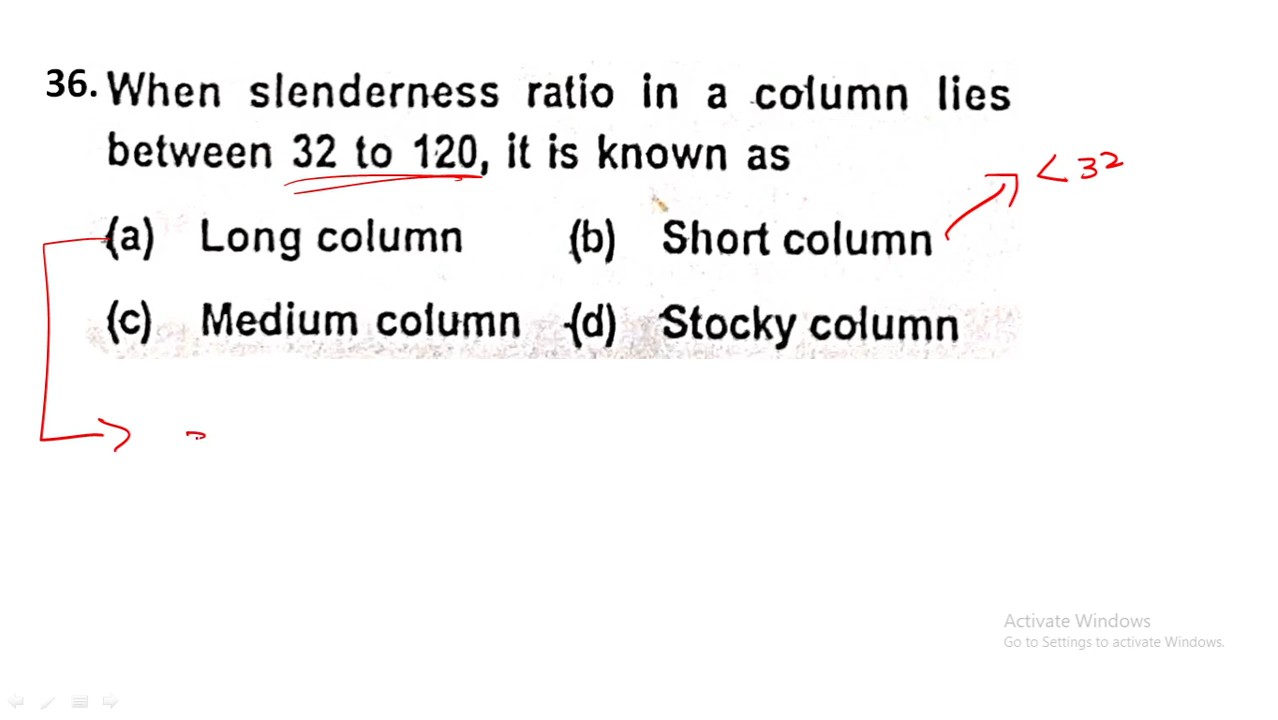 36. When slenderness ratio in a column lies
between 32 to 120, it is known as
< 32
(a) Long column (b) Short column
(c) Medium column (d) Stocky column
Activate Windows
Go to Settings to activate Windows.